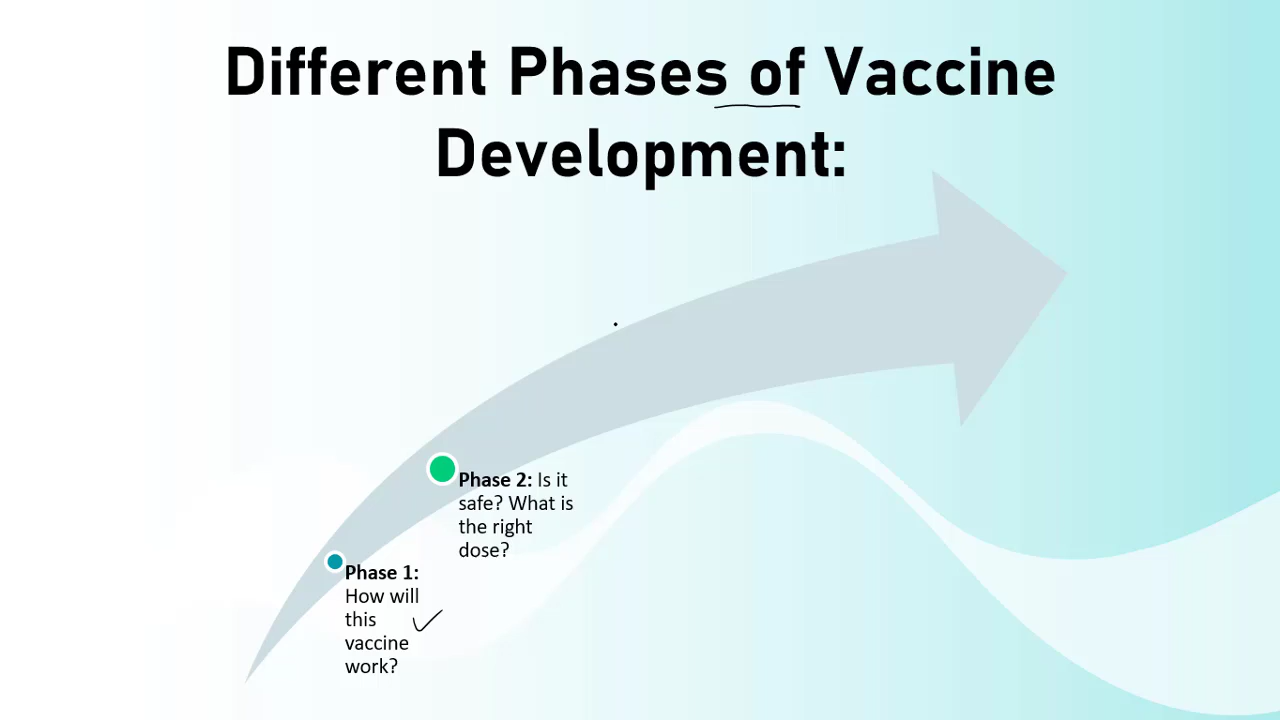 Different Phases of Vaccine
Development:
Phase 2: Is it
safe? What is
the right
dose?
Phase 1:
How will
this
vaccine
work?